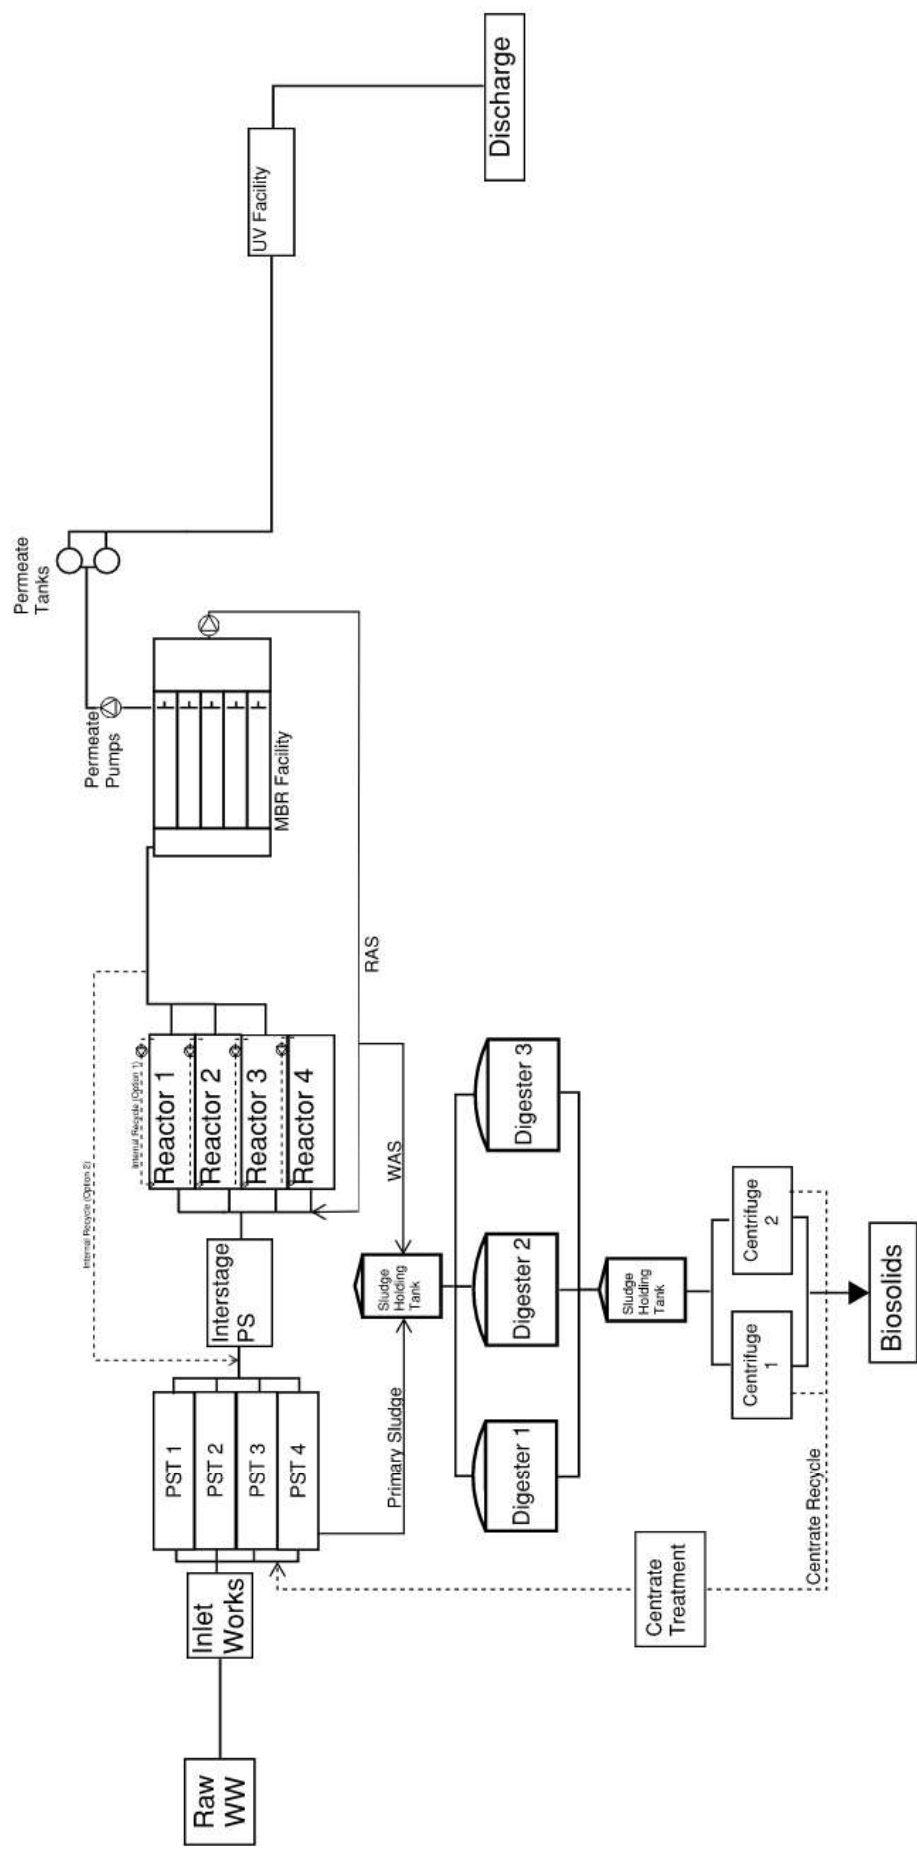 Raw
WW
Inlet
Works
PST 1
PST 2
PST 3
PST 4
Interstage
PS
Internal Recycle (Option 2)
Internal Recycle (Option 1)
Reactor 1
Reactor 2
Reactor 3
Reactor 4
MBR Facility
Permeate
Pumps
Permeate
Tanks
UV Facility
Discharge
RAS
WAS
Primary Sludge
Sludge
Holding
Tank
Digester 1
Digester 2
Digester 3
Sludge
Holding
Tank
Centrifuge
1
Centrifuge
2
Centrate
Treatment
Centrate Recycle
Biosolids